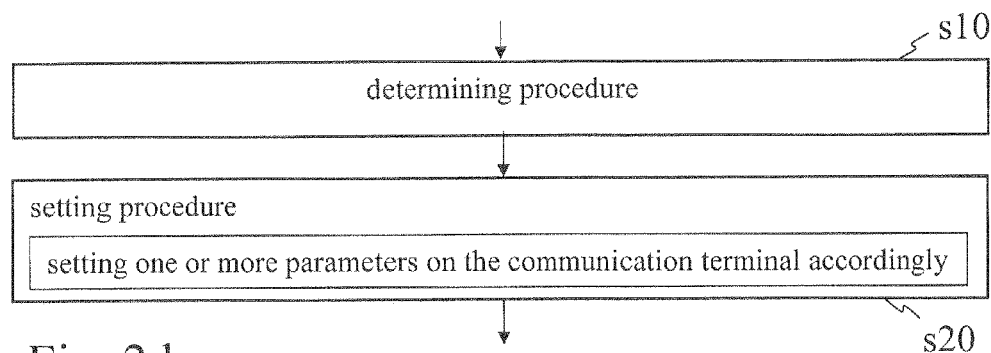 s10
determining procedure
setting procedure
setting one or more parameters on the communication terminal accordingly
s20